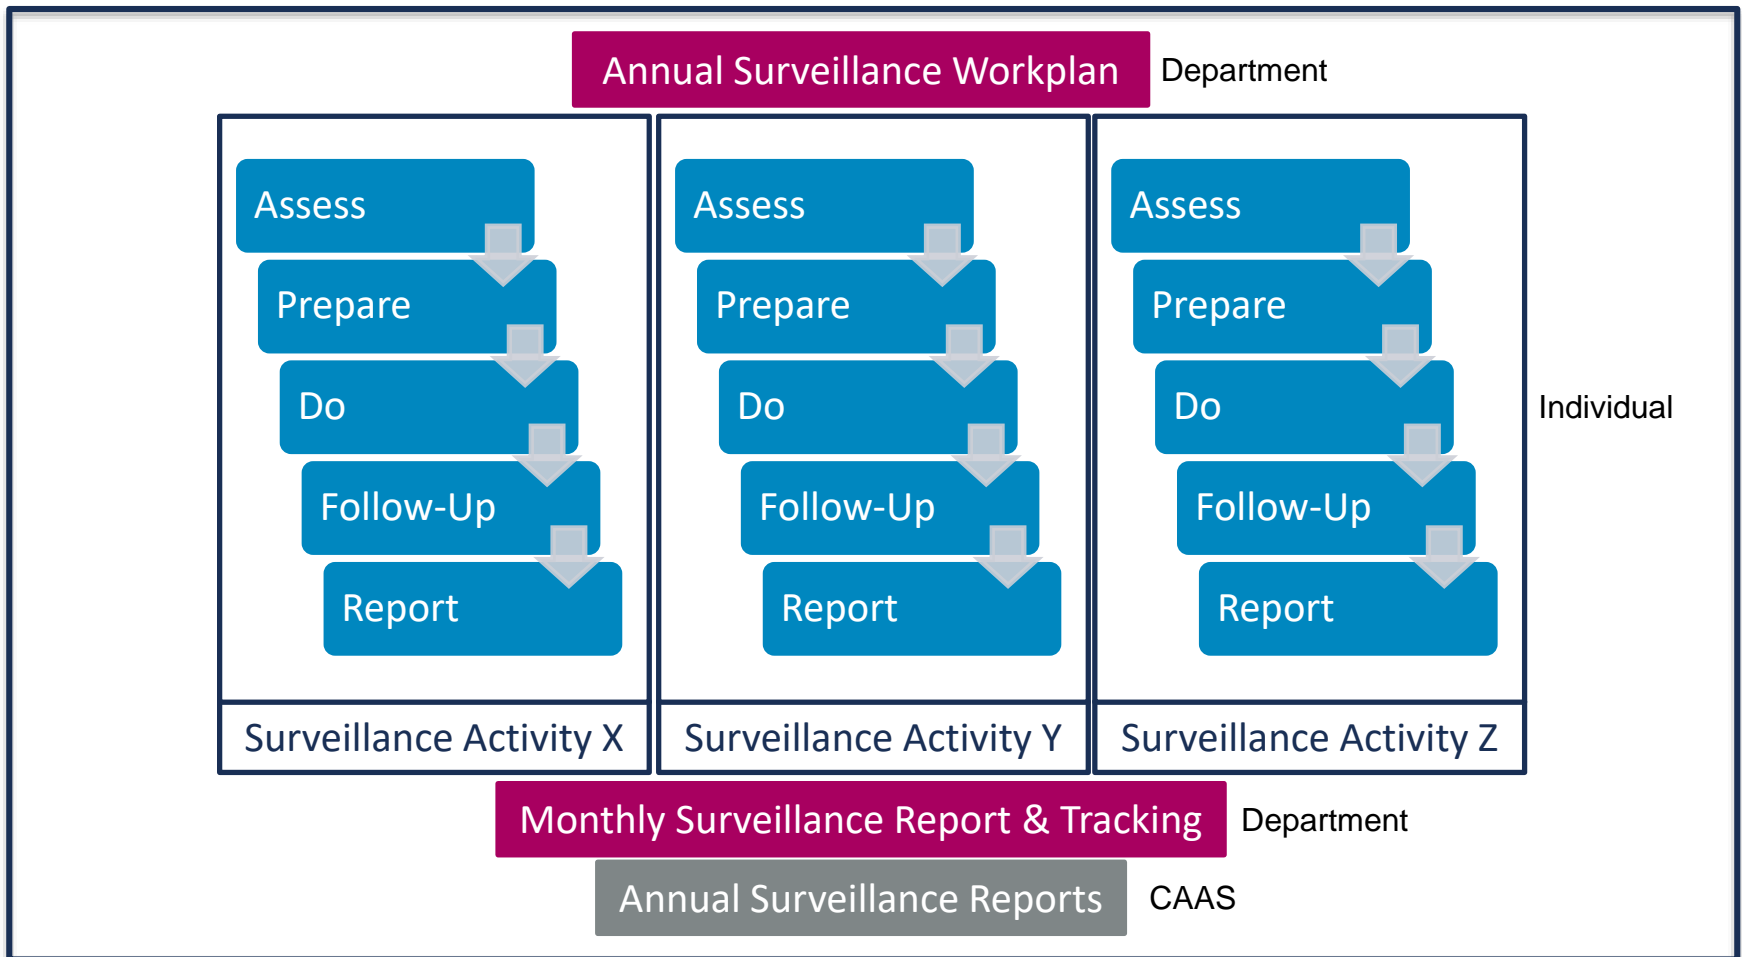 Annual Surveillance Workplan
Department
Assess
Prepare
Do
Follow-Up
Report
Surveillance Activity X
Assess
Prepare
Do
Follow-Up
Report
Surveillance Activity Y
Assess
Prepare
Do
Follow-Up
Report
Surveillance Activity Z
Individual
Monthly Surveillance Report & Tracking
Department
Annual Surveillance Reports
CAAS